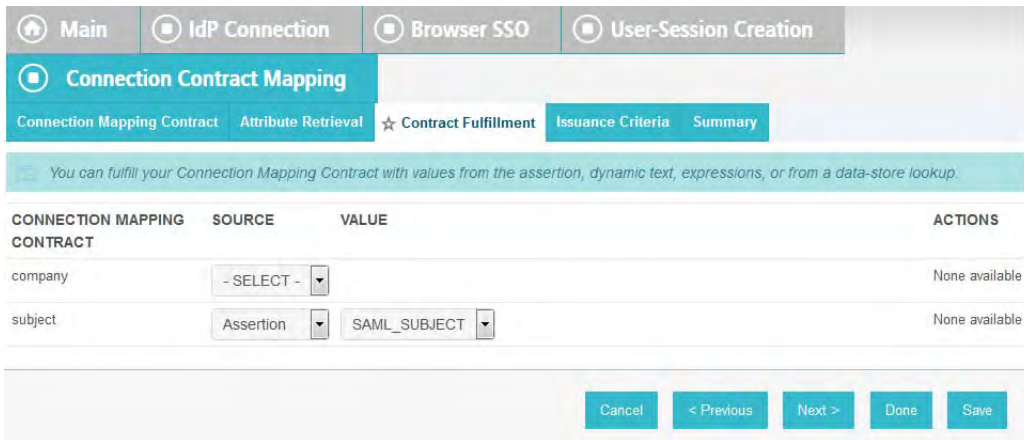 Main IdP Connection Browser SSO User-Session Creation
Connection Contract Mapping
Connection Mapping Contract Attribute Retrieval Contract Fulfillment Issuance Criteria Summary
You can fulfill your Connection Mapping Contract with values from the assertion, dynamic text, expressions, or from a data-store lookup.
CONNECTION MAPPING CONTRACT SOURCE VALUE ACTIONS
company - SELECT - None available
subject Assertion SAML_SUBJECT None available
Cancel < Previous Next > Done Save